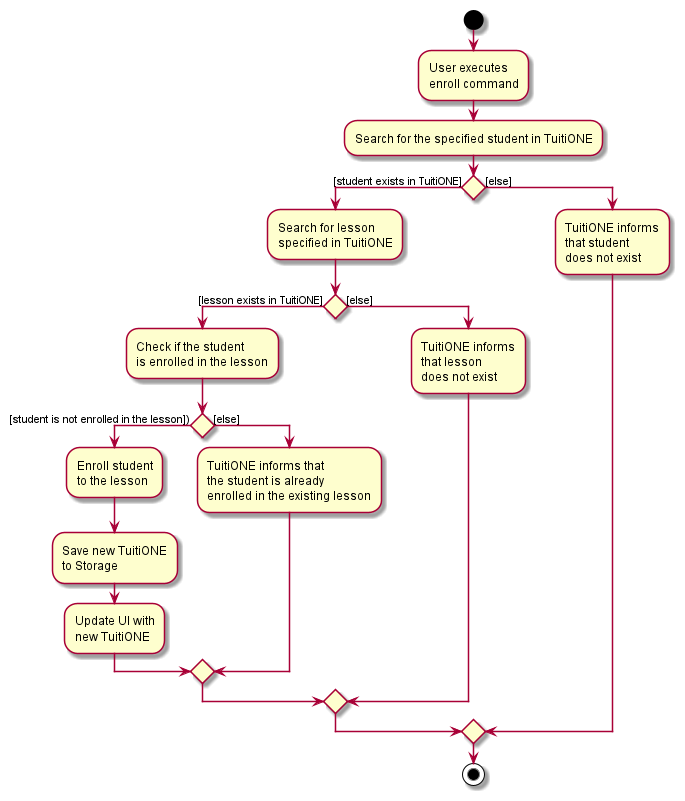 User executes
enroll command
Search for the specified student in TuitiONE
[student exists in TuitiONE]
[else]
Search for lesson
specified in TuitiONE
TuitiONE informs
that student
does not exist
[lesson exists in TuitiONE]
[else]
Check if the student
is enrolled in the lesson
TuitiONE informs
that lesson
does not exist
[student is not enrolled in the lesson])
[else]
Enroll student
to the lesson
TuitiONE informs that
the student is already
enrolled in the existing lesson
Save new TuitiONE
to Storage
Update UI with
new TuitiONE